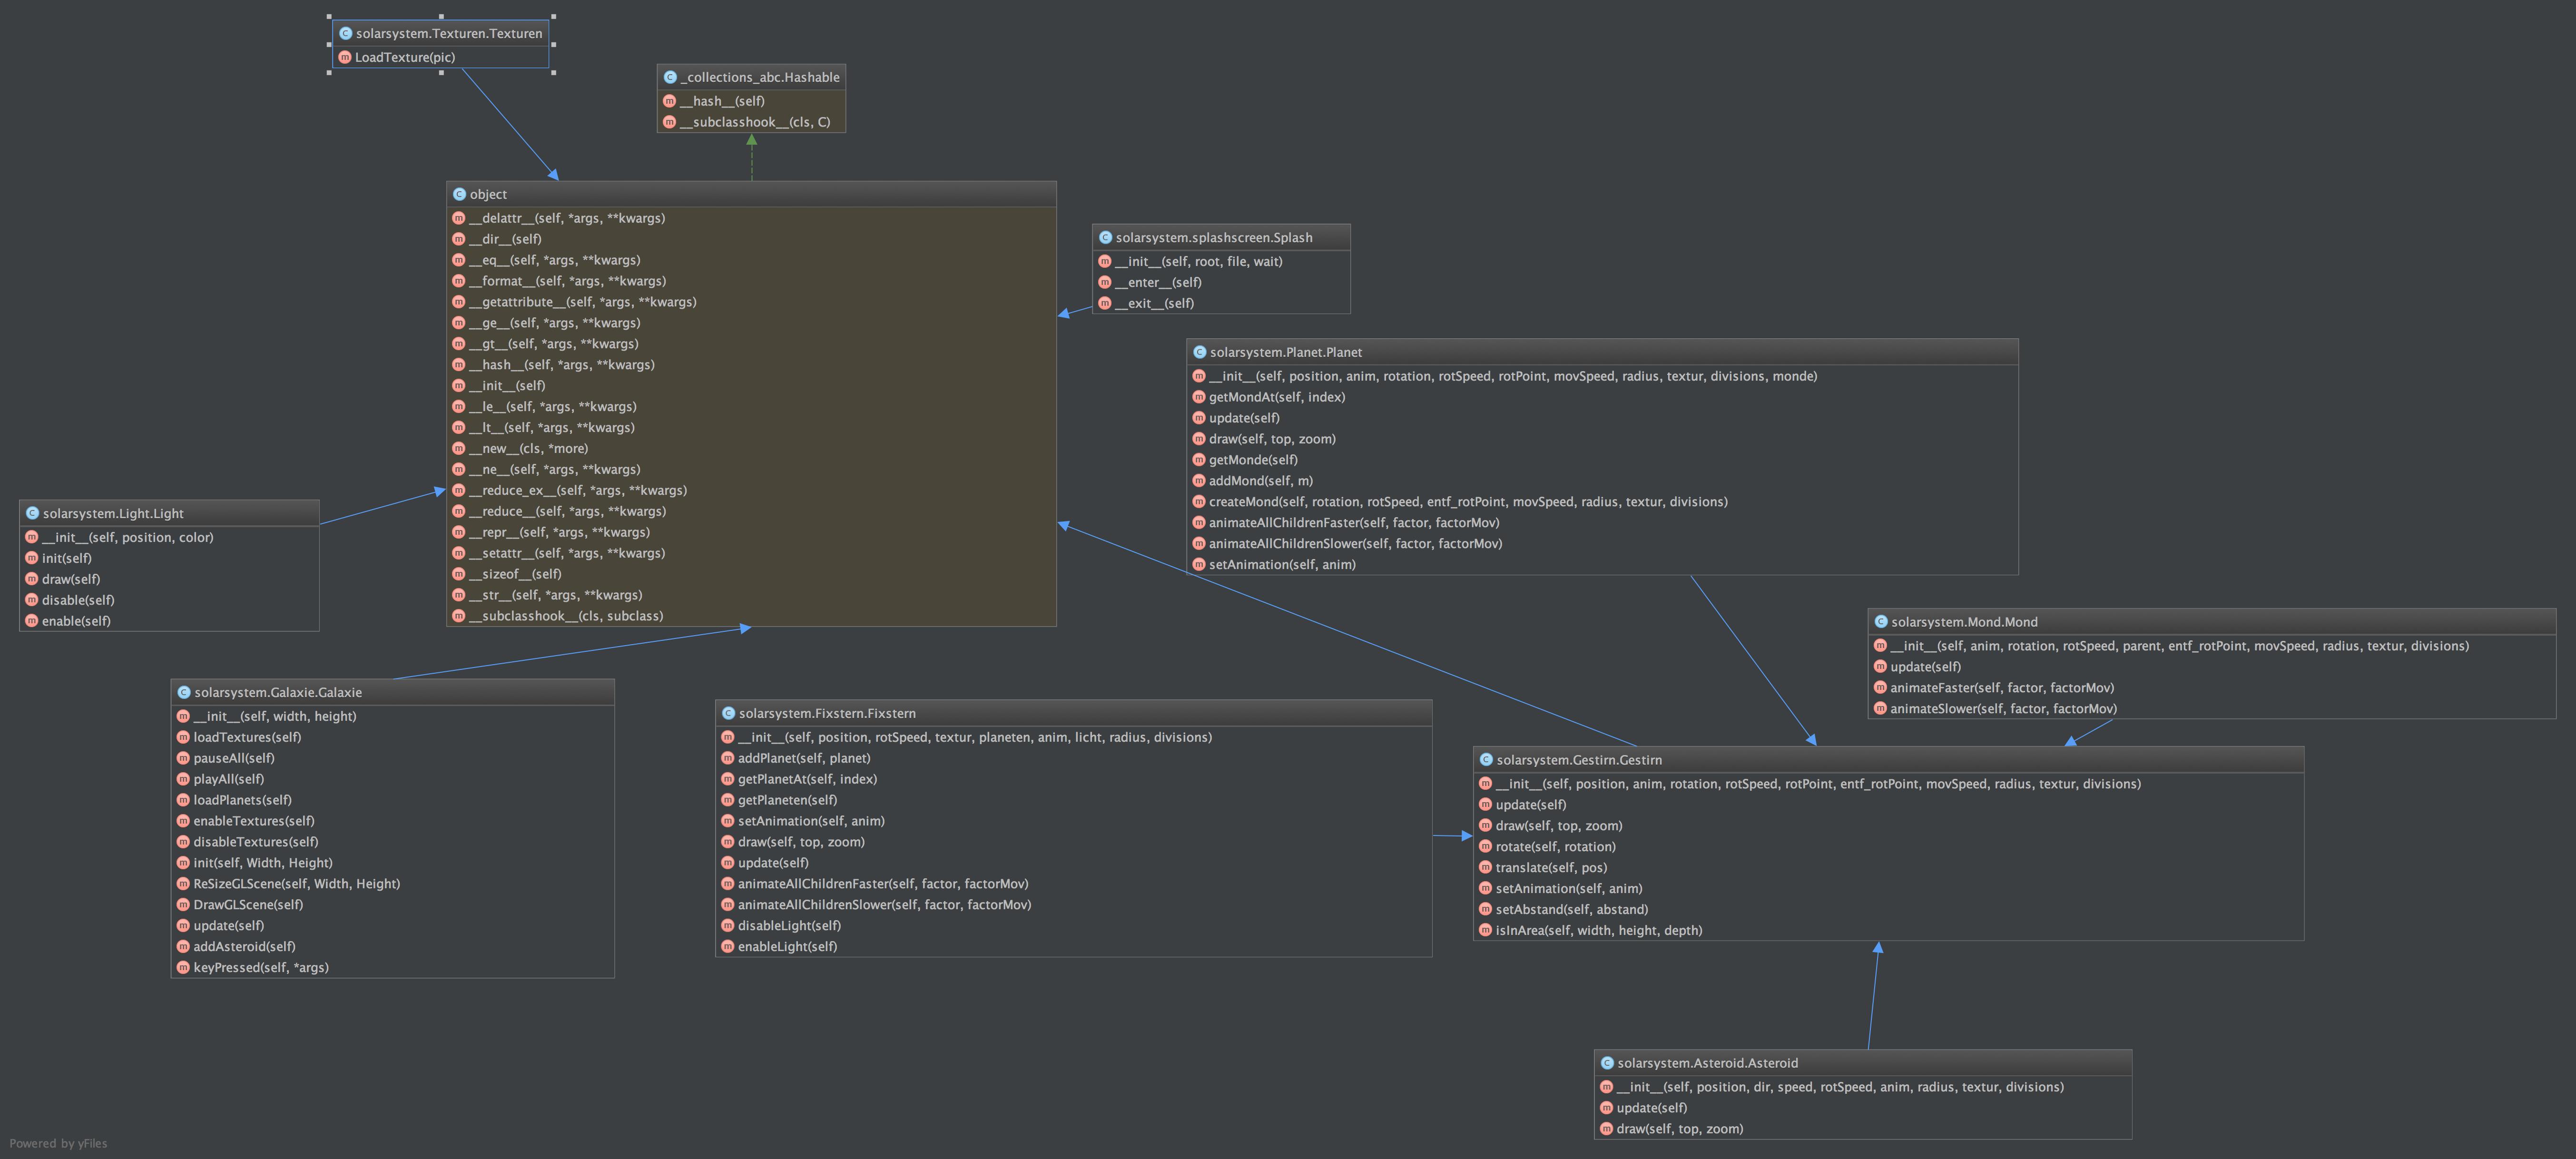 solarsystem.Texturen.Texturen
LoadTexture(pic)
_collections_abc.Hashable
__hash__(self)
__subclasshook__(cls, C)
object
__delattr__(self, *args, **kwargs)
__dir__(self)
__eq__(self, *args, **kwargs)
__format__(self, *args, **kwargs)
__getattribute__(self, *args, **kwargs)
__ge__(self, *args, **kwargs)
__gt__(self, *args, **kwargs)
__hash__(self, *args, **kwargs)
__init__(self)
__le__(self, *args, **kwargs)
__lt__(self, *args, **kwargs)
__new__(cls, *more)
__ne__(self, *args, **kwargs)
__reduce_ex__(self, *args, **kwargs)
__reduce__(self, *args, **kwargs)
__repr__(self, *args, **kwargs)
__setattr__(self, *args, **kwargs)
__sizeof__(self)
__str__(self, *args, **kwargs)
__subclasshook__(cls, subclass)
solarsystem.splashscreen.Splash
__init__(self, root, file, wait)
__enter__(self)
__exit__(self)
solarsystem.Planet.Planet
__init__(self, position, anim, rotation, rotSpeed, rotPoint, movSpeed, radius, textur, divisions, monde)
getMondAt(self, index)
update(self)
draw(self, top, zoom)
getMonde(self)
addMond(self, m)
createMond(self, rotation, rotSpeed, entf_rotPoint, movSpeed, radius, textur, divisions)
animateAllChildrenFaster(self, factor, factorMov)
animateAllChildrenSlower(self, factor, factorMov)
setAnimation(self, anim)
solarsystem.Light.Light
__init__(self, position, color)
init(self)
draw(self)
disable(self)
enable(self)
solarsystem.Mond.Mond
__init__(self, anim, rotation, rotSpeed, parent, entf_rotPoint, movSpeed, radius, textur, divisions)
update(self)
animateFaster(self, factor, factorMov)
animateSlower(self, factor, factorMov)
solarsystem.Galaxie.Galaxie
__init__(self, width, height)
loadTextures(self)
pauseAll(self)
playAll(self)
loadPlanets(self)
enableTextures(self)
disableTextures(self)
init(self, Width, Height)
ReSizeGLScene(self, Width, Height)
DrawGLScene(self)
update(self)
addAsteroid(self)
keyPressed(self, *args)
solarsystem.Fixstern.Fixstern
__init__(self, position, rotSpeed, textur, planeten, anim, licht, radius, divisions)
addPlanet(self, planet)
getPlanetAt(self, index)
getPlaneten(self)
setAnimation(self, anim)
draw(self, top, zoom)
update(self)
animateAllChildrenFaster(self, factor, factorMov)
animateAllChildrenSlower(self, factor, factorMov)
disableLight(self)
enableLight(self)
solarsystem.Gestirn.Gestirn
__init__(self, position, anim, rotation, rotSpeed, rotPoint, entf_rotPoint, movSpeed, radius, textur, divisions)
update(self)
draw(self, top, zoom)
rotate(self, rotation)
translate(self, pos)
setAnimation(self, anim)
setAbstand(self, abstand)
isInArea(self, width, height, depth)
solarsystem.Asteroid.Asteroid
__init__(self, position, dir, speed, rotSpeed, anim, radius, textur, divisions)
update(self)
draw(self, top, zoom)
Powered by yFiles